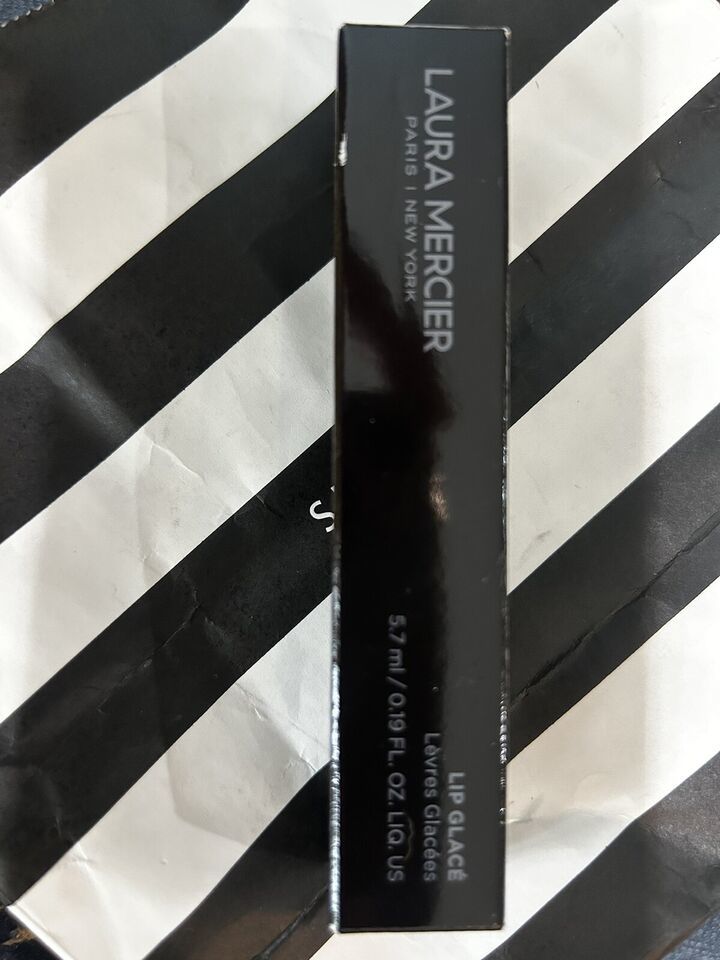 LAURA MERCIER
PARIS | NEW YORK
LIP GLACÉ
Lèvres Glacées
5.7 ml / 0.19 FL. OZ. LIQ. US
S